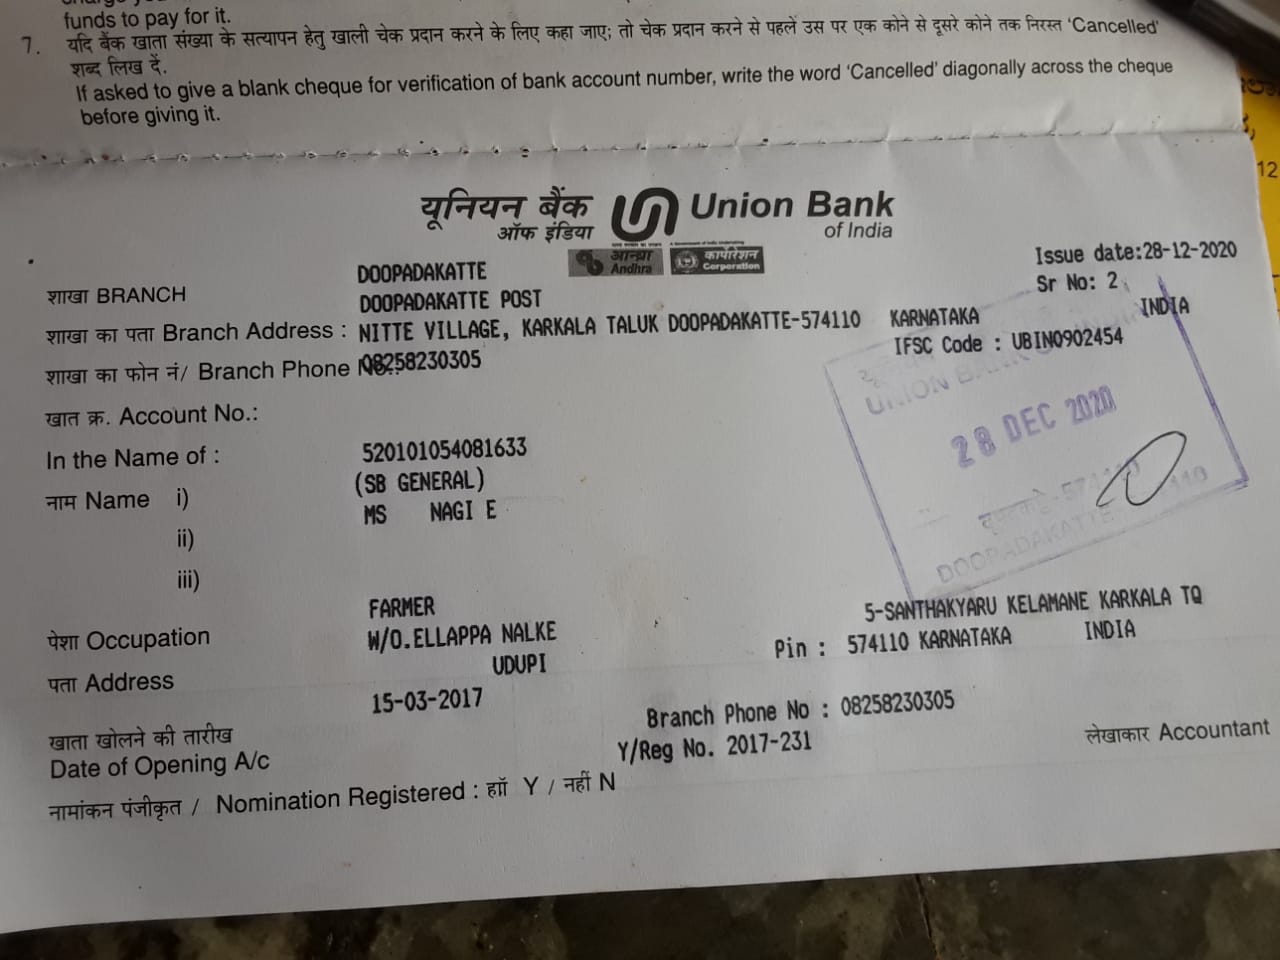 funds to pay for it.
7. यदि बैंक खाता संख्या के सत्यापन हेतु खाली चेक प्रदान करने के लिए कहा जाए; तो चेक प्रदान करने से पहले उस पर एक कोने से दूसरे कोने तक निरस्त 'Cancelled'
शब्द लिख दें.
If asked to give a blank cheque for verification of bank account number, write the word 'Cancelled' diagonally across the cheque
before giving it.
12
यूनियन बैंक Union Bank
ऑफ इंडिया of India
आन्ध्रा Andhra कार्पोरेशन Corporation
Issue date:28-12-2020
Sr No: 2
शाखा BRANCH DOOPADAKATTE
DOOPADAKATTE POST
शाखा का पता Branch Address : NITTE VILLAGE, KARKALA TALUK DOOPADAKATTE-574110 KARNATAKA INDIA
IFSC Code : UBIN0902454
शाखा का फोन नं/ Branch Phone 08258230305
UNION BANK
28 DEC 2020
574110
DOOPADAKATTE
खात क्र. Account No.:
In the Name of : 520101054081633
(SB GENERAL)
नाम Name i) MS NAGI E
ii)
iii)
पेशा Occupation FARMER
पता Address W/O.ELLAPPA NALKE 5-SANTHAKYARU KELAMANE KARKALA TQ
UDUPI Pin : 574110 KARNATAKA INDIA
खाता खोलने की तारीख 15-03-2017
Date of Opening A/c
Branch Phone No : 08258230305
Y/Reg No. 2017-231
लेखाकार Accountant
नामांकन पंजीकृत / Nomination Registered : हाॅं Y / नहीं N